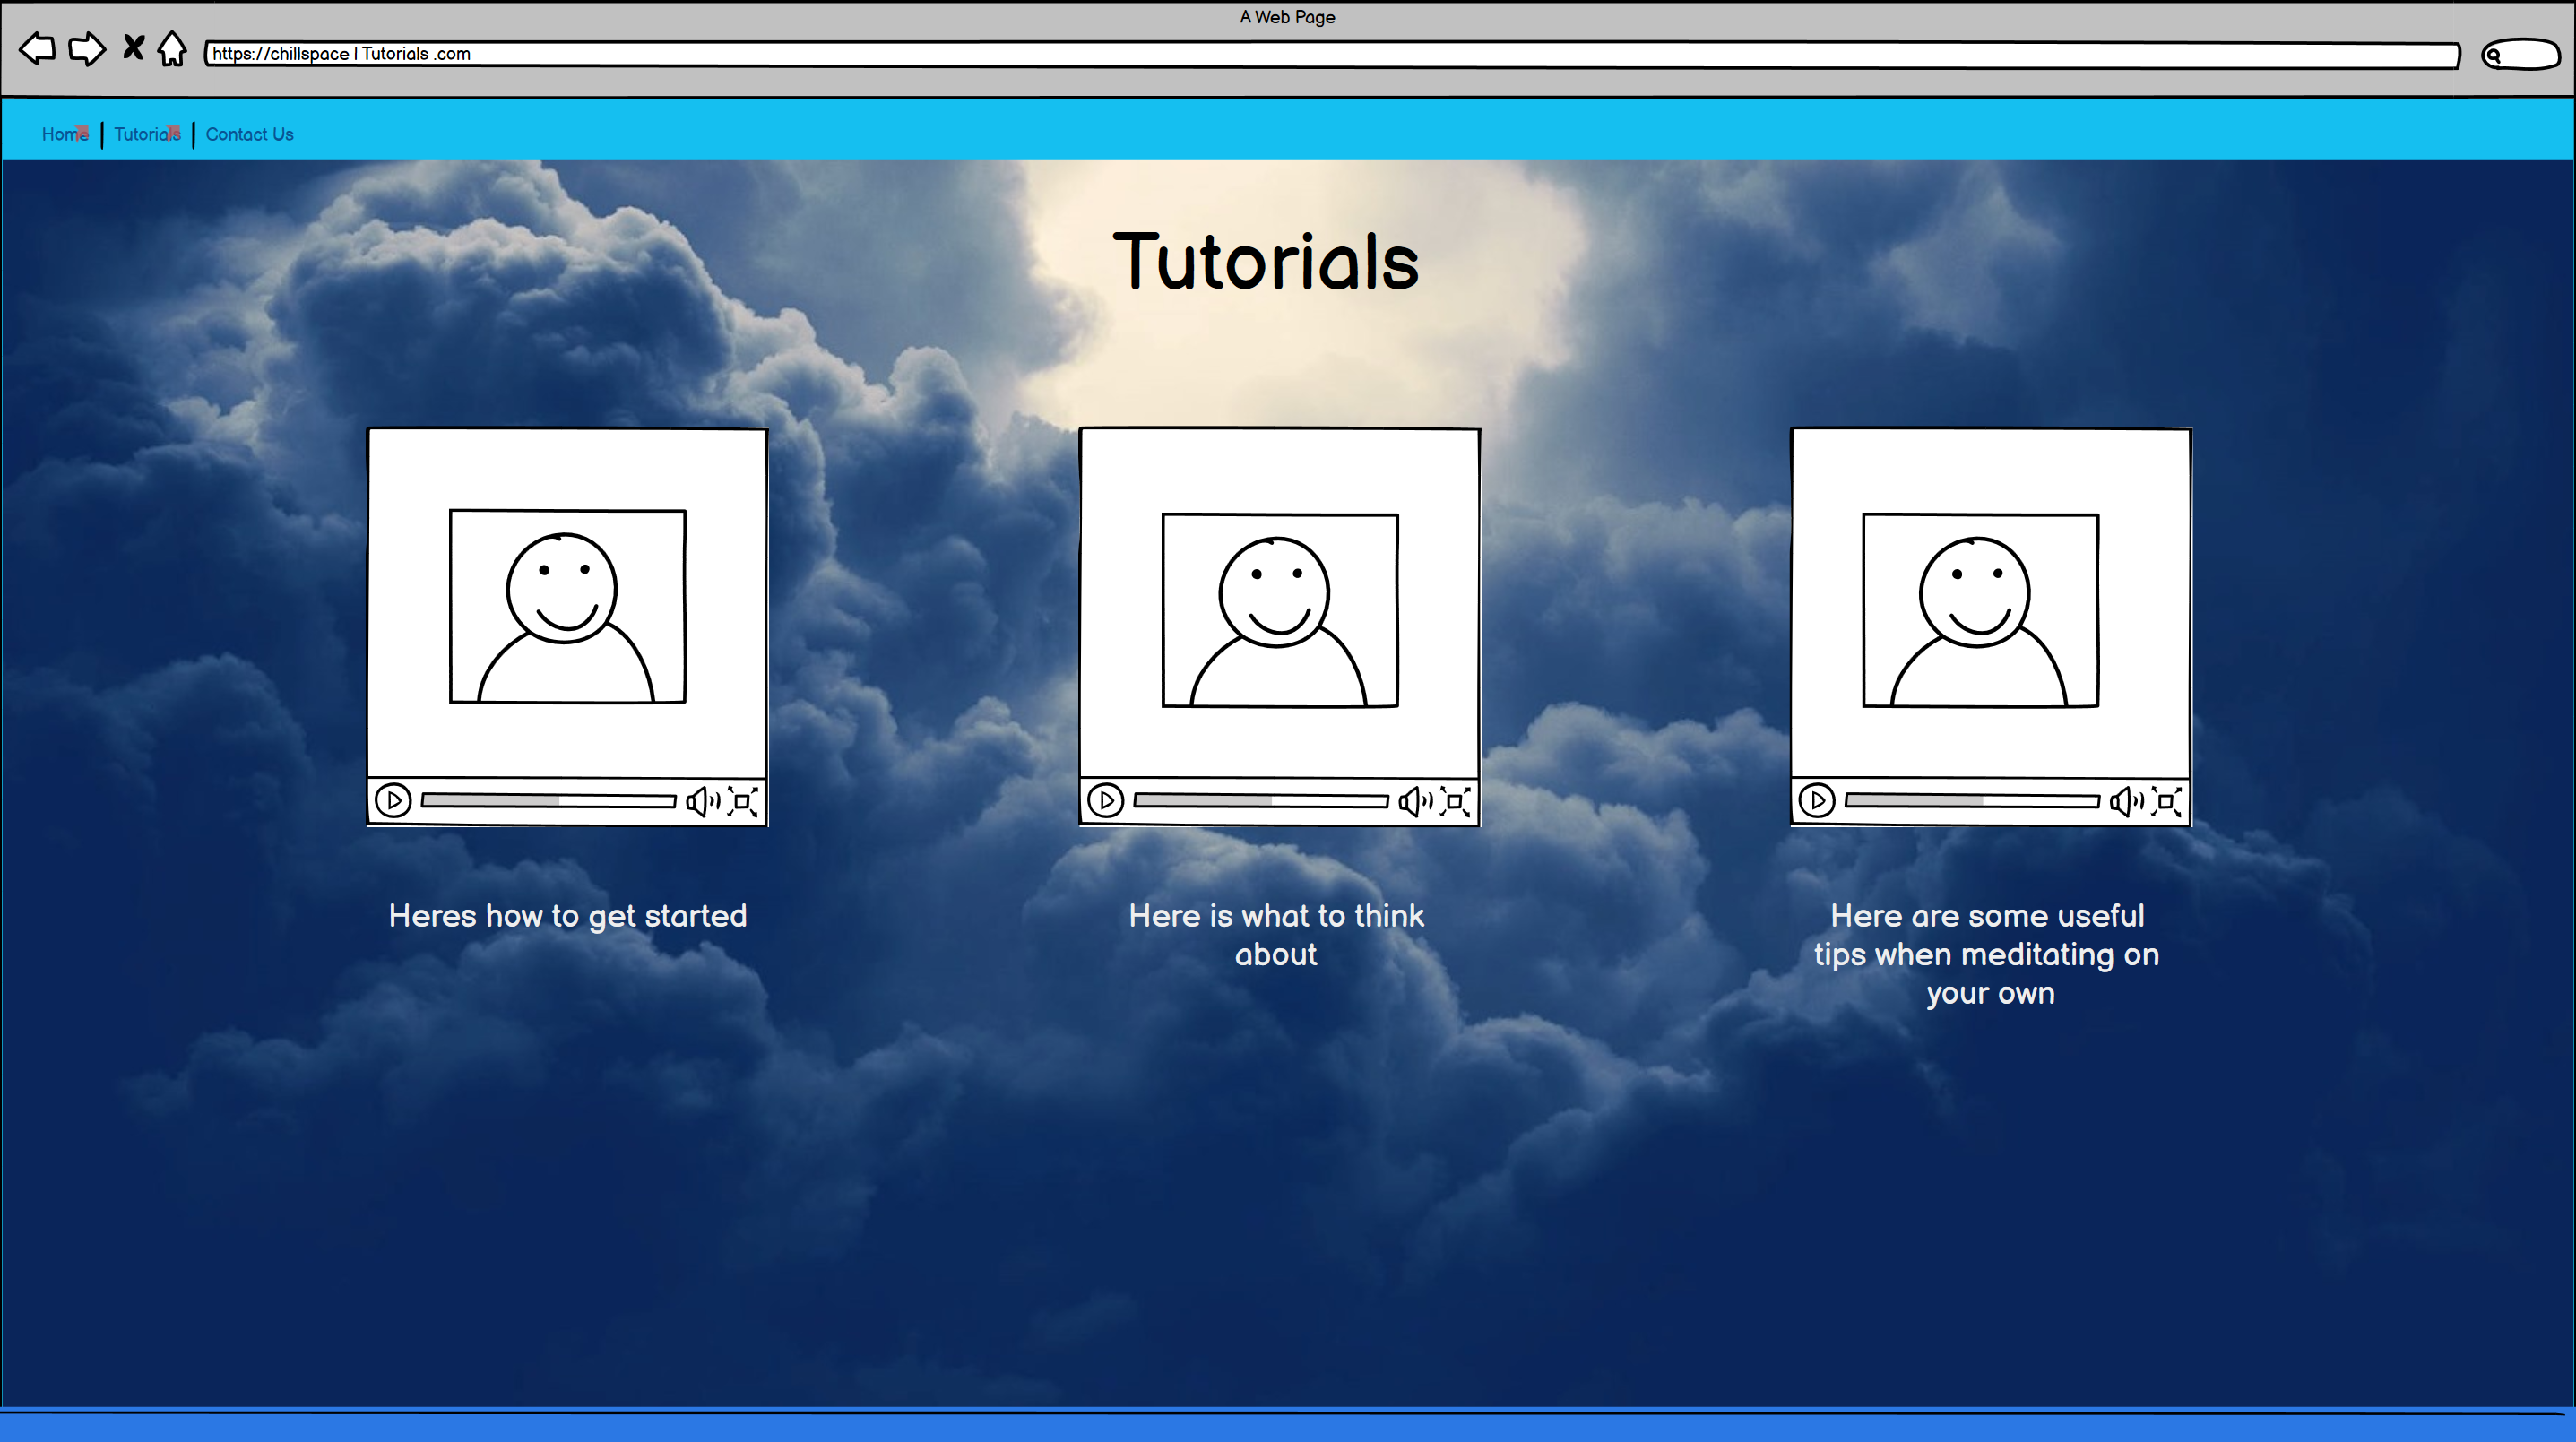 A Web Page
https://chillspace | Tutorials .com
Home | Tutorials | Contact Us
Tutorials
Heres how to get started
Here is what to think
about
Here are some useful
tips when meditating on
your own